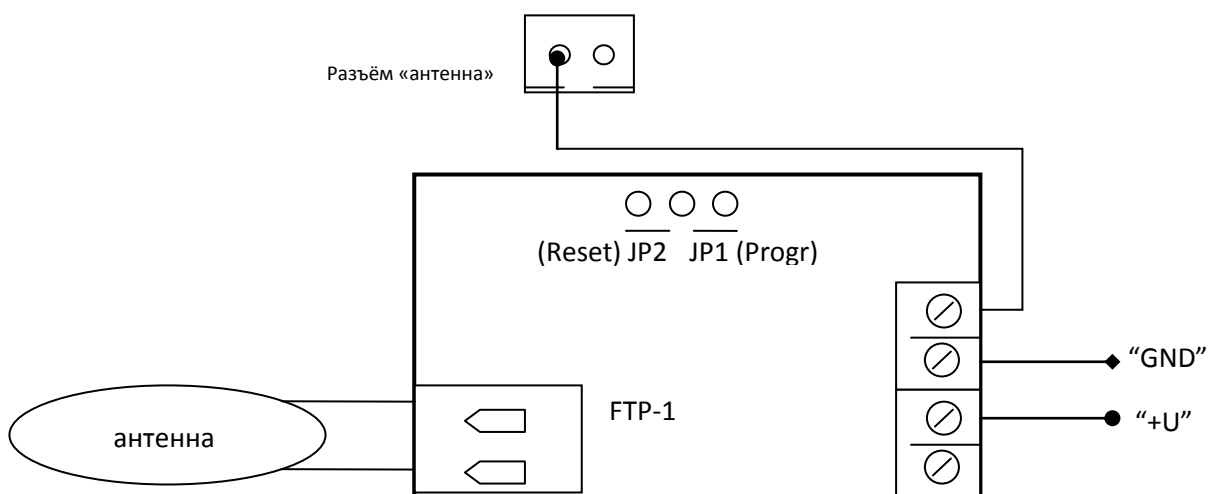 Разъём «антенна»
(Reset) JP2 JP1 (Progr)
“GND”
FTP-1
“+U”
антенна